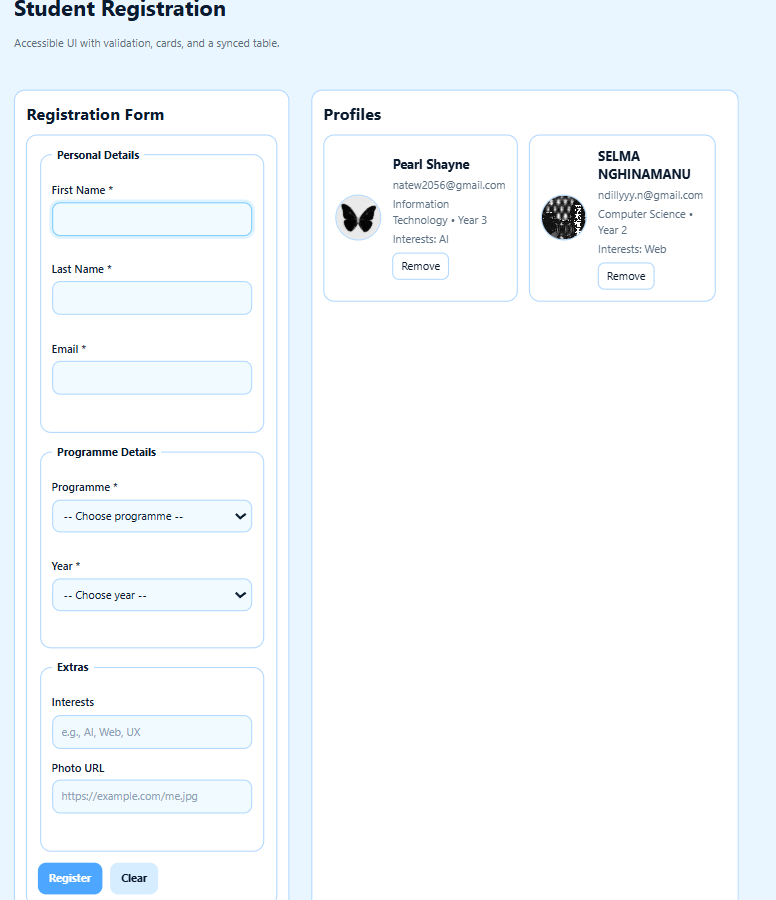 Student Registration
Accessible UI with validation, cards, and a synced table.
Registration Form
Personal Details
First Name *
Last Name *
Email *
Programme Details
Programme *
-- Choose programme --
Year *
-- Choose year --
Extras
Interests
e.g., AI, Web, UX
Photo URL
https://example.com/me.jpg
Register
Clear
Profiles
Pearl Shayne
natew2056@gmail.com
Information
Technology • Year 3
Interests: AI
Remove
SELMA
NGHINAMANU
ndillyyy.n@gmail.com
Computer Science •
Year 2
Interests: Web
Remove